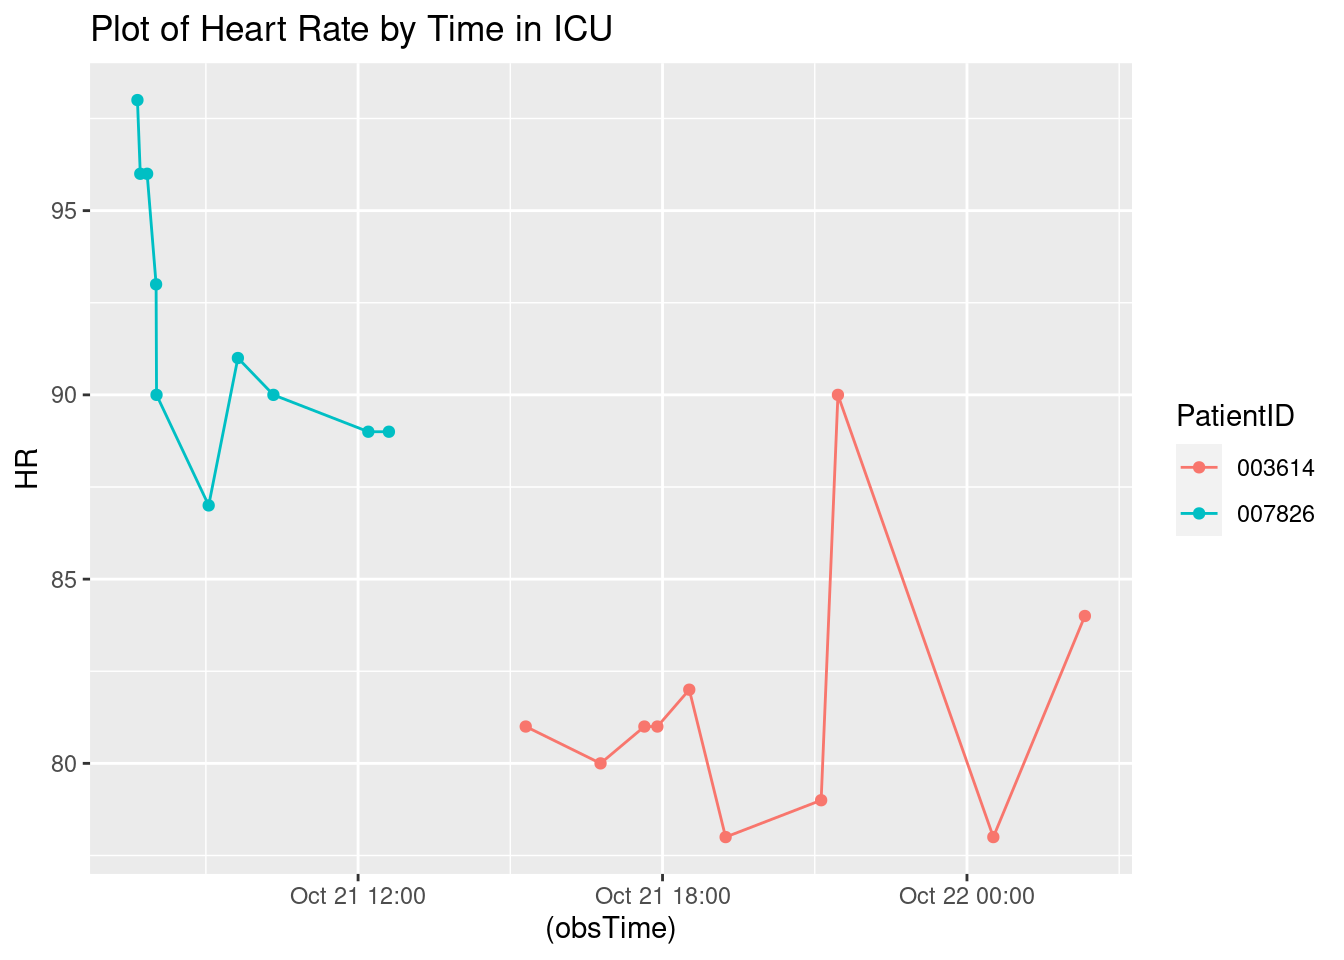 Plot of Heart Rate by Time in ICU
95
90
85
80
HR
Oct 21 12:00
Oct 21 18:00
Oct 22 00:00
(obsTime)
PatientID
003614
007826